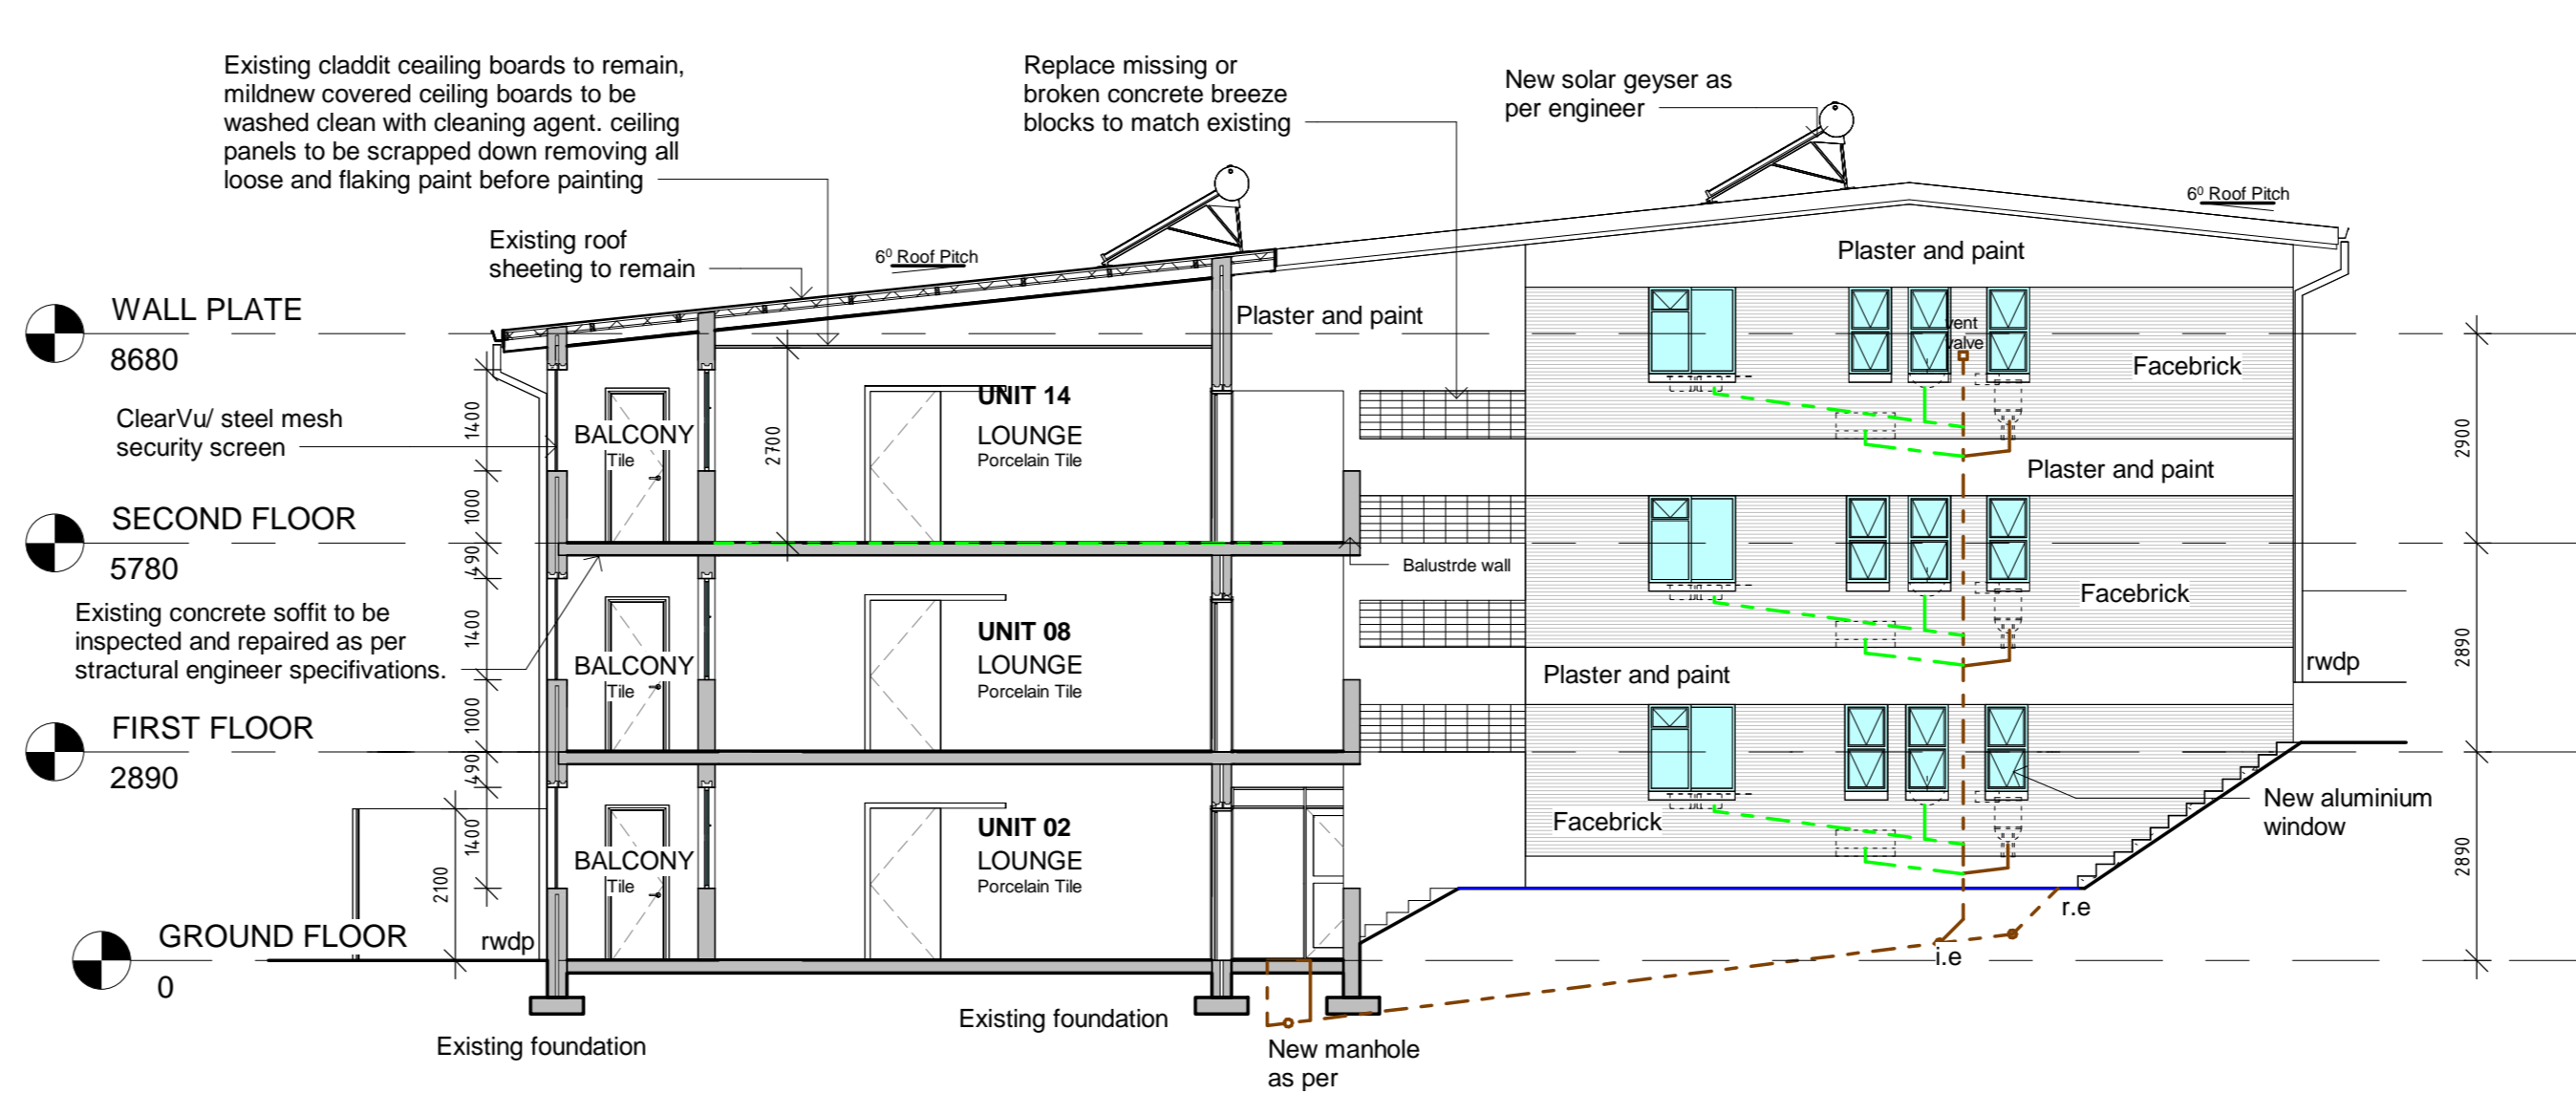 Existing claddit ceailing boards to remain,
mildnew covered ceiling boards to be
washed clean with cleaning agent. ceiling
panels to be scrapped down removing all
loose and flaking paint before painting
Replace missing or
broken concrete breeze
blocks to match existing
New solar geyser as
per engineer
Existing roof
sheeting to remain
6⁰ Roof Pitch
6⁰ Roof Pitch
Plaster and paint
WALL PLATE
8680
Plaster and paint
vent
valve
Facebrick
ClearVu/ steel mesh
security screen
1400
BALCONY
Tile
2700
UNIT 14
LOUNGE
Porcelain Tile
2900
Plaster and paint
1000
SECOND FLOOR
5780
490
Balustrde wall
Existing concrete soffit to be
inspected and repaired as per
stractural engineer specifivations.
1400
BALCONY
Tile
UNIT 08
LOUNGE
Porcelain Tile
Facebrick
2890
rwdp
Plaster and paint
1000
FIRST FLOOR
2890
490
1400
2100
BALCONY
Tile
UNIT 02
LOUNGE
Porcelain Tile
Facebrick
New aluminium
window
2890
r.e
i.e
GROUND FLOOR
0
rwdp
Existing foundation
Existing foundation
New manhole
as per